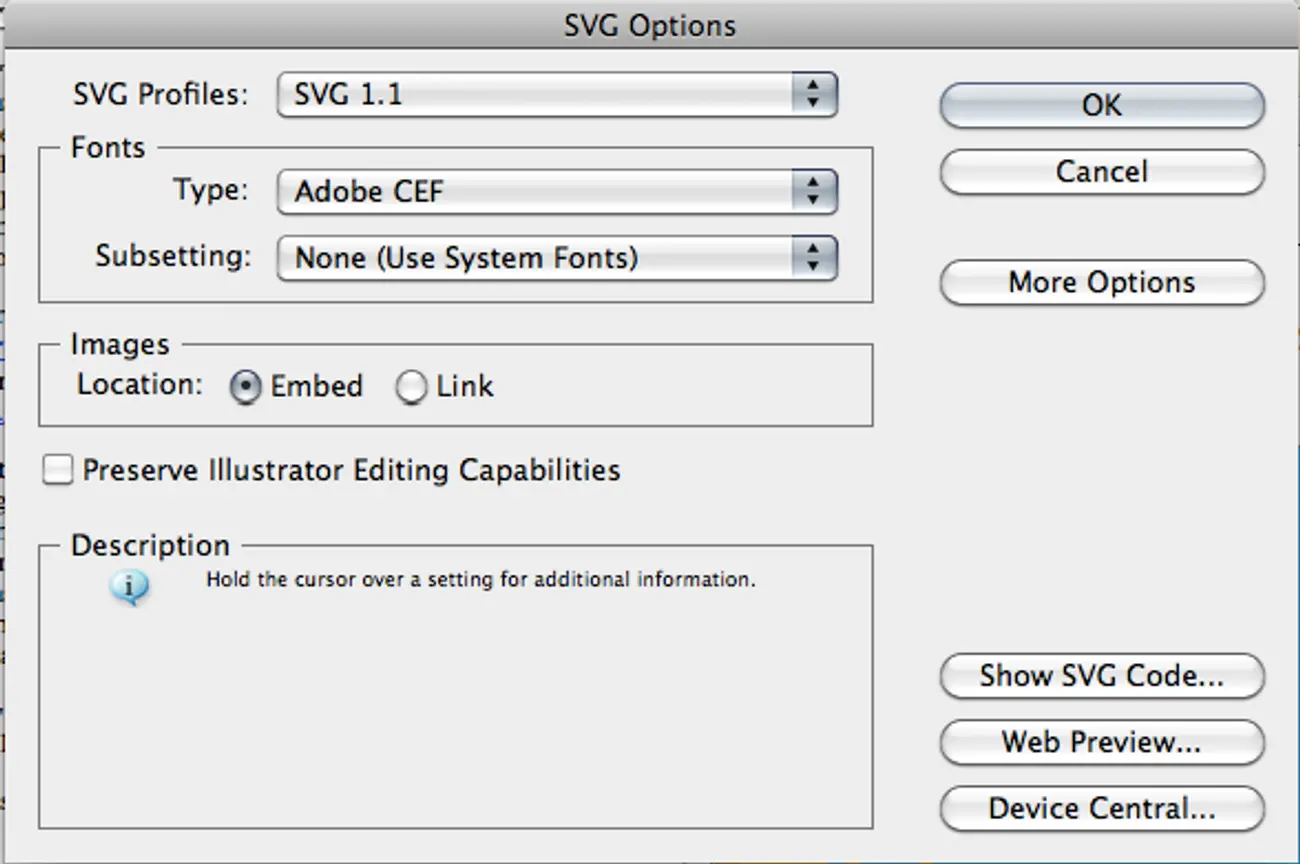 SVG Options
SVG Profiles: SVG 1.1
OK
Fonts
Type: Adobe CEF
Cancel
Subsetting: None (Use System Fonts)
More Options
Images
Location: Embed Link
Preserve Illustrator Editing Capabilities
Description
Hold the cursor over a setting for additional information.
Show SVG Code...
Web Preview...
Device Central...